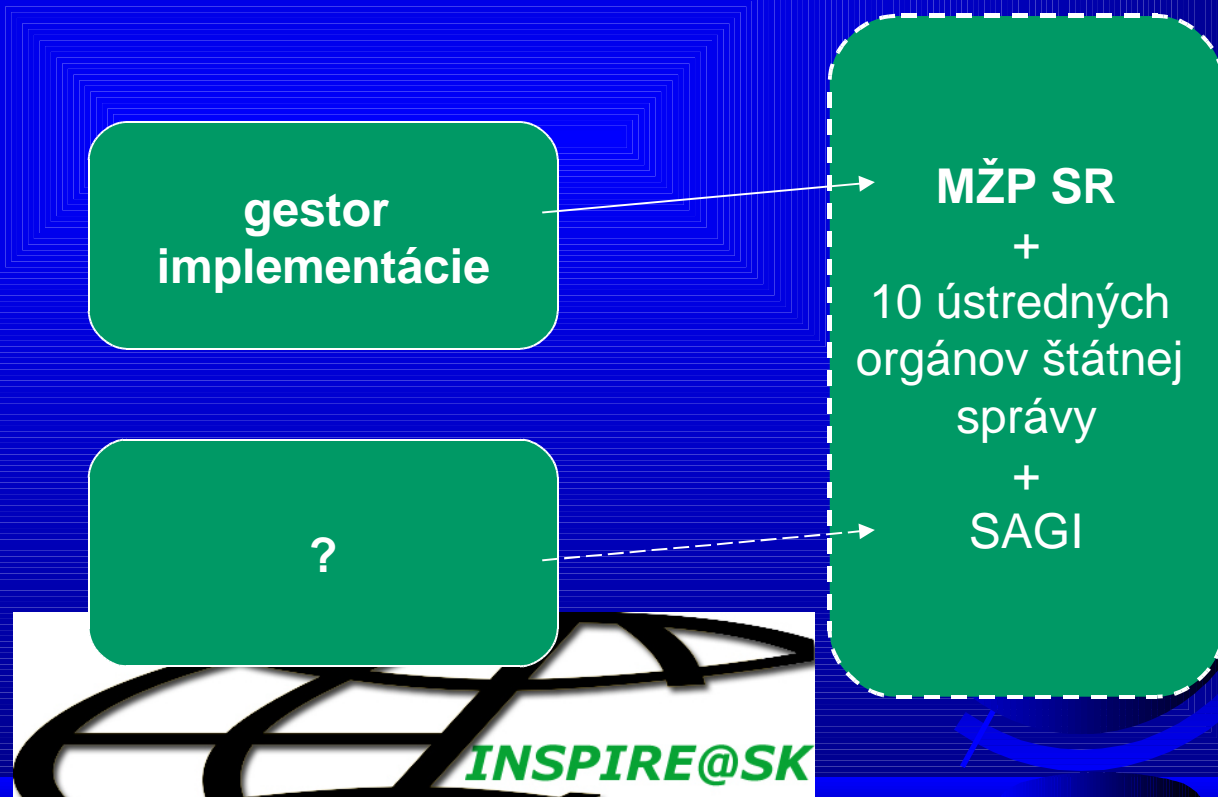 gestor
implementácie
?
MŽP SR
+
10 ústredných
orgánov štátnej
správy
+
SAGI
INSPIRE@SK